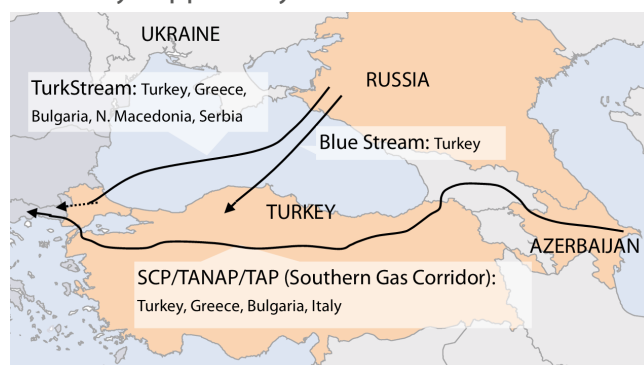 UKRAINE
RUSSIA
TurkStream: Turkey, Greece,
Bulgaria, N. Macedonia, Serbia
Blue Stream: Turkey
TURKEY
AZERBAIJAN
SCP/TANAP/TAP (Southern Gas Corridor):
Turkey, Greece, Bulgaria, Italy